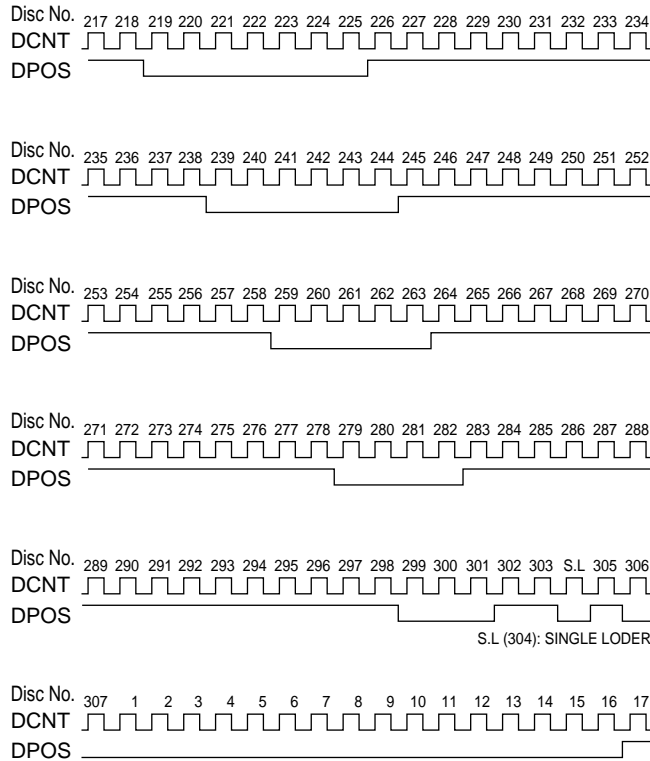 Disc No. 217 218 219 220 221 222 223 224 225 226 227 228 229 230 231 232 233 234
DCNT
DPOS
Disc No. 235 236 237 238 239 240 241 242 243 244 245 246 247 248 249 250 251 252
DCNT
DPOS
Disc No. 253 254 255 256 257 258 259 260 261 262 263 264 265 266 267 268 269 270
DCNT
DPOS
Disc No. 271 272 273 274 275 276 277 278 279 280 281 282 283 284 285 286 287 288
DCNT
DPOS
Disc No. 289 290 291 292 293 294 295 296 297 298 299 300 301 302 303 S.L 305 306
DCNT
DPOS
S.L (304): SINGLE LODER
Disc No. 307 1 2 3 4 5 6 7 8 9 10 11 12 13 14 15 16 17
DCNT
DPOS